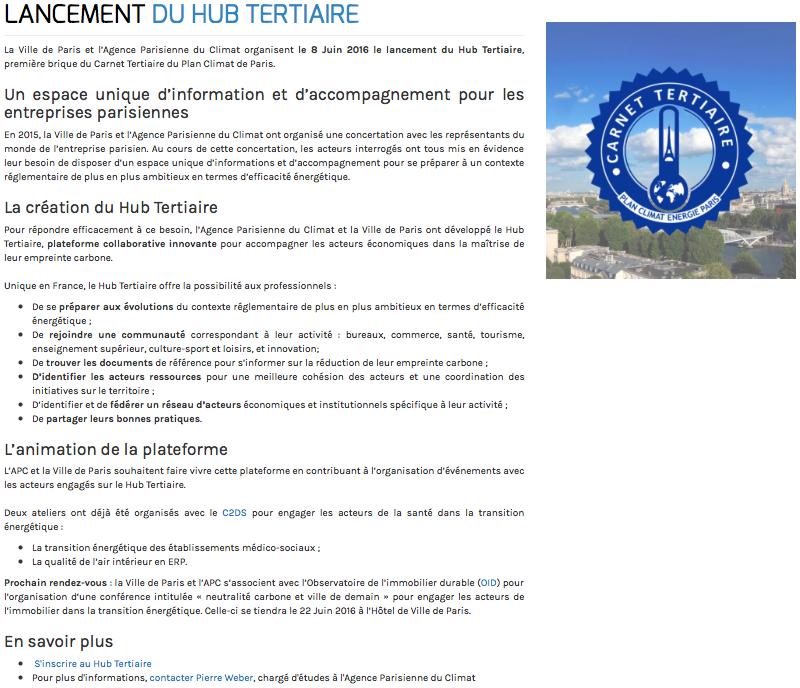 LANCEMENT DU HUB TERTIAIRE
La Ville de Paris et l’Agence Parisienne du Climat organisent le 8 Juin 2016 le lancement du Hub Tertiaire,
première brique du Carnet Tertiaire du Plan Climat de Paris.
Un espace unique d’information et d’accompagnement pour les
entreprises parisiennes
En 2015, la Ville de Paris et l’Agence Parisienne du Climat ont organisé une concertation avec les représentants du
monde de l’entreprise parisien. Au cours de cette concertation, les acteurs interrogés ont tous mis en évidence
leur besoin de disposer d’un espace unique d’informations et d’accompagnement pour se préparer à un contexte
réglementaire de plus en plus ambitieux en termes d’efficacité énergétique.
La création du Hub Tertiaire
Pour répondre efficacement à ce besoin, l’Agence Parisienne du Climat et la Ville de Paris ont développé le Hub
Tertiaire, plateforme collaborative innovante pour accompagner les acteurs économiques dans la maîtrise de
leur empreinte carbone.
Unique en France, le Hub Tertiaire offre la possibilité aux professionnels :
• De se préparer aux évolutions du contexte réglementaire de plus en plus ambitieux en termes d’efficacité
énergétique ;
• De rejoindre une communauté correspondant à leur activité : bureaux, commerce, santé, tourisme,
enseignement supérieur, culture-sport et loisirs, et innovation;
• De trouver les documents de référence pour s’informer sur la réduction de leur empreinte carbone ;
• D’identifier les acteurs ressources pour une meilleure cohésion des acteurs et une coordination des
initiatives sur le territoire ;
• D’identifier et de fédérer un réseau d’acteurs économiques et institutionnels spécifique à leur activité ;
• De partager leurs bonnes pratiques.
L’animation de la plateforme
L’APC et la Ville de Paris souhaitent faire vivre cette plateforme en contribuant à l’organisation d’événements avec
les acteurs engagés sur le Hub Tertiaire.
Deux ateliers ont déjà été organisés avec le C2DS pour engager les acteurs de la santé dans la transition
énergétique :
• La transition énergétique des établissements médico-sociaux ;
• La qualité de l’air intérieur en ERP.
Prochain rendez-vous : la Ville de Paris et l’APC s’associent avec l’Observatoire de l’immobilier durable (OID) pour
l’organisation d’une conférence intitulée « neutralité carbone et ville de demain » pour engager les acteurs de
l’immobilier dans la transition énergétique. Celle-ci se tiendra le 22 Juin 2016 à l’Hôtel de Ville de Paris.
En savoir plus
• S'inscrire au Hub Tertiaire
• Pour plus d'informations, contacter Pierre Weber, chargé d'études à l'Agence Parisienne du Climat
• CARNET TERTIAIRE •
PLAN CLIMAT ENERGIE PARIS